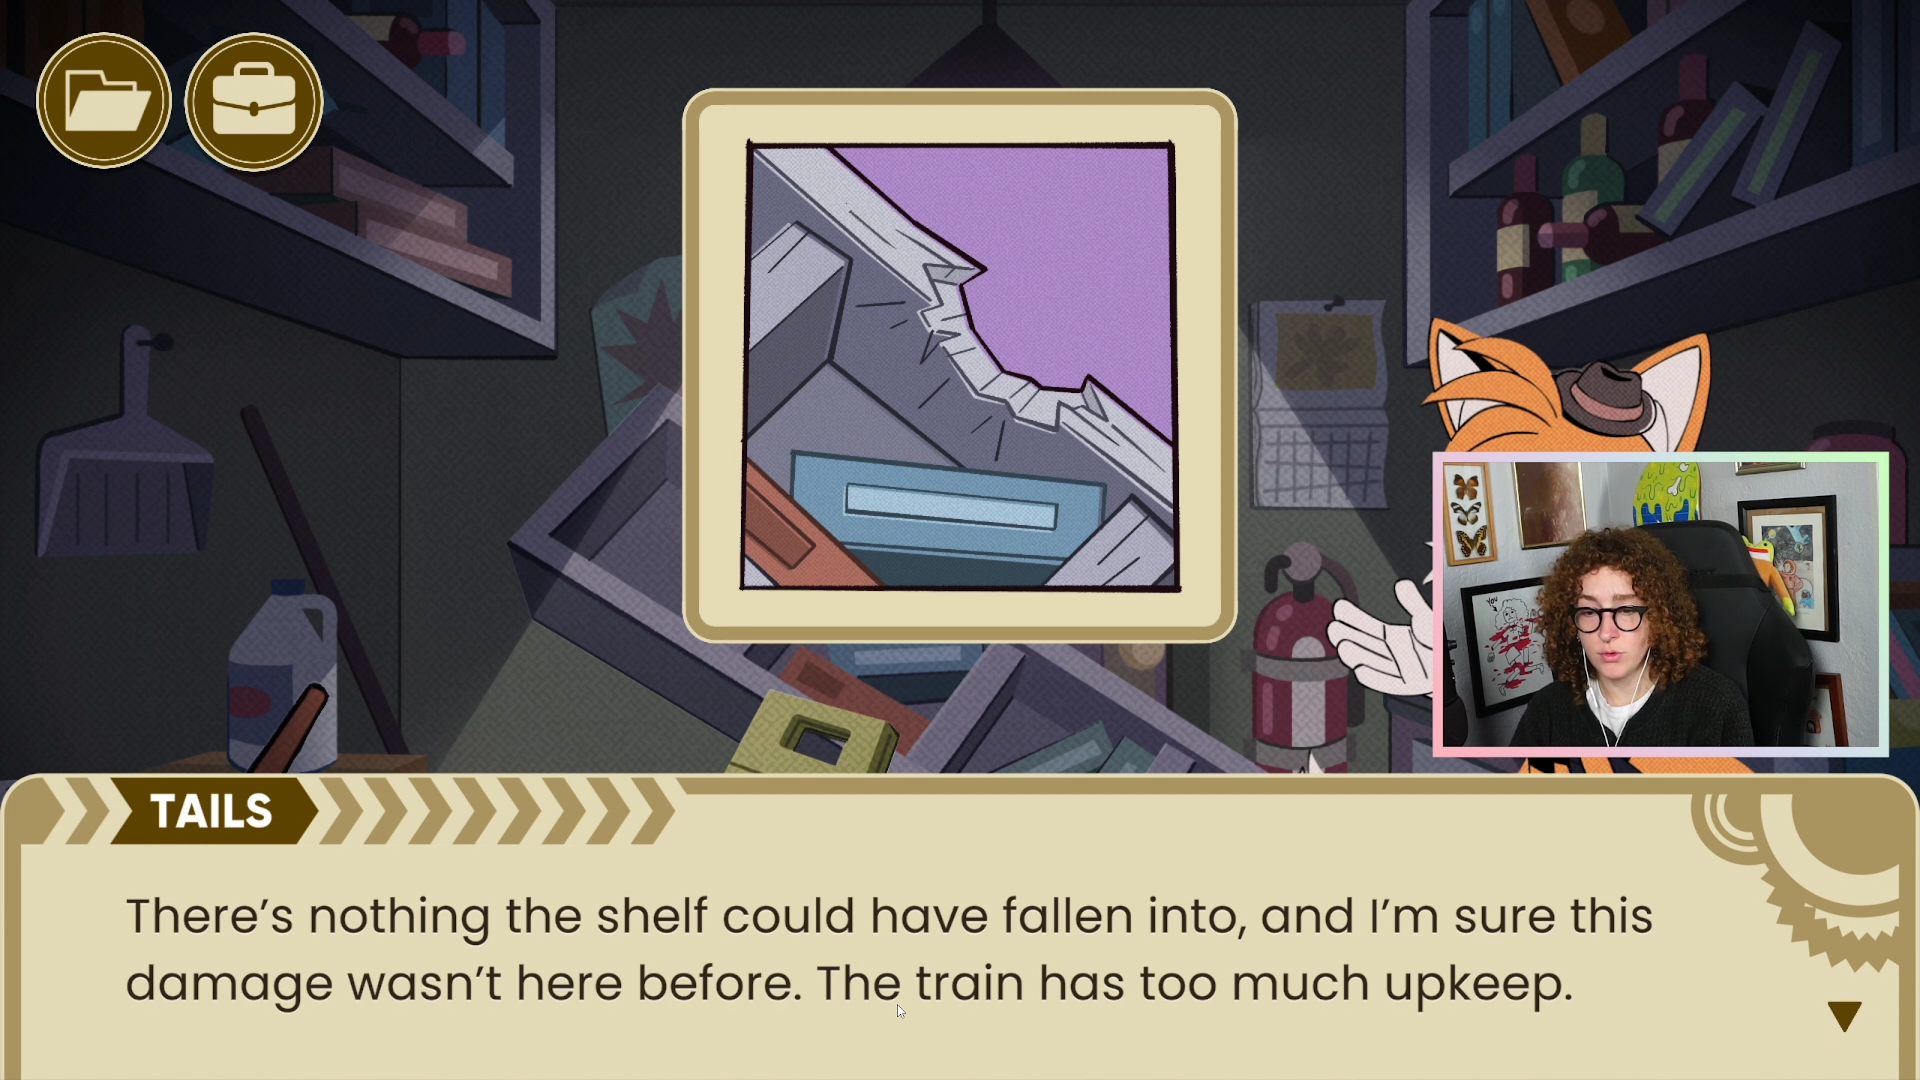 TAILS
There's nothing the shelf could have fallen into, and I'm sure this
damage wasn't here before. The train has too much upkeep.
YOU